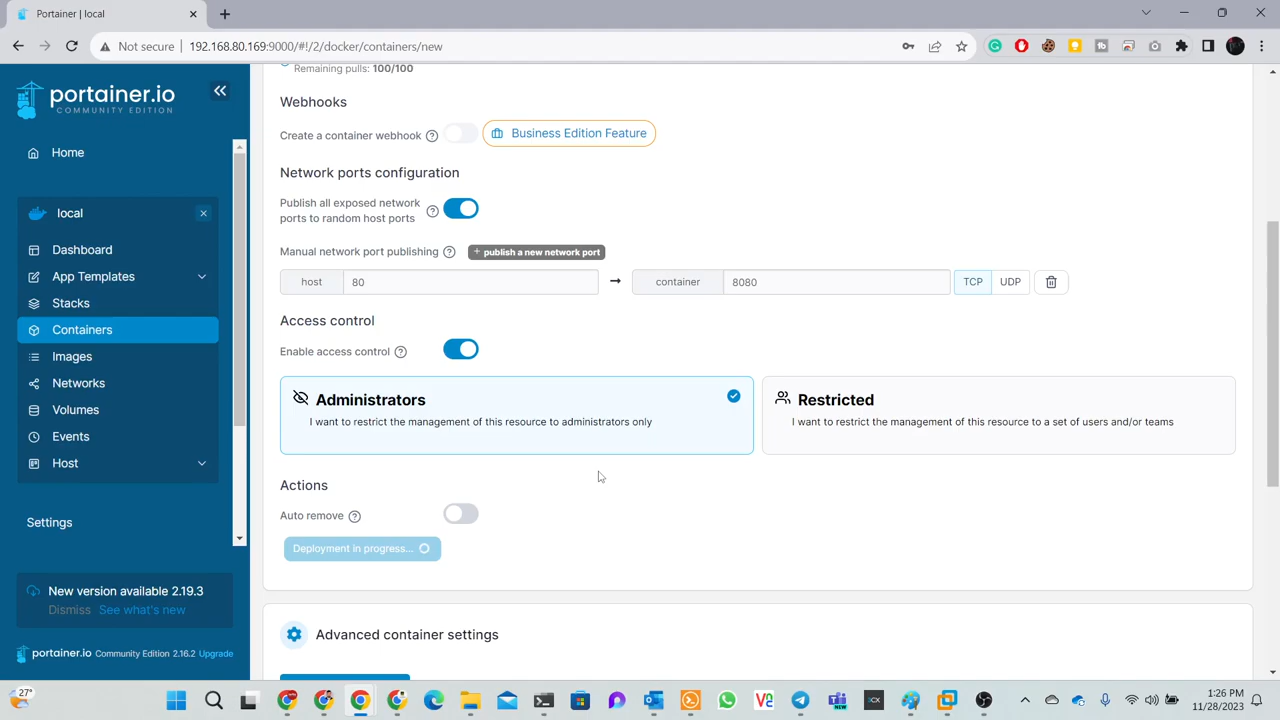 Portainer | local
Not secure
192.168.80.169:9000/#!/2/docker/containers/new
portainer.io
COMMUNITY EDITION
Home
local
Dashboard
App Templates
Stacks
Containers
Images
Networks
Volumes
Events
Host
Settings
New version available 2.19.3
Dismiss See what's new
portainer.io Community Edition 2.16.2 Upgrade
Remaining pulls: 100/100
Webhooks
Create a container webhook
Business Edition Feature
Network ports configuration
Publish all exposed network
ports to random host ports
Manual network port publishing
+ publish a new network port
host 80 → container 8080 TCP UDP
Access control
Enable access control
Administrators
I want to restrict the management of this resource to administrators only
Restricted
I want to restrict the management of this resource to a set of users and/or teams
Actions
Auto remove
Deployment in progress...
Advanced container settings
27°
1:26 PM
11/28/2023